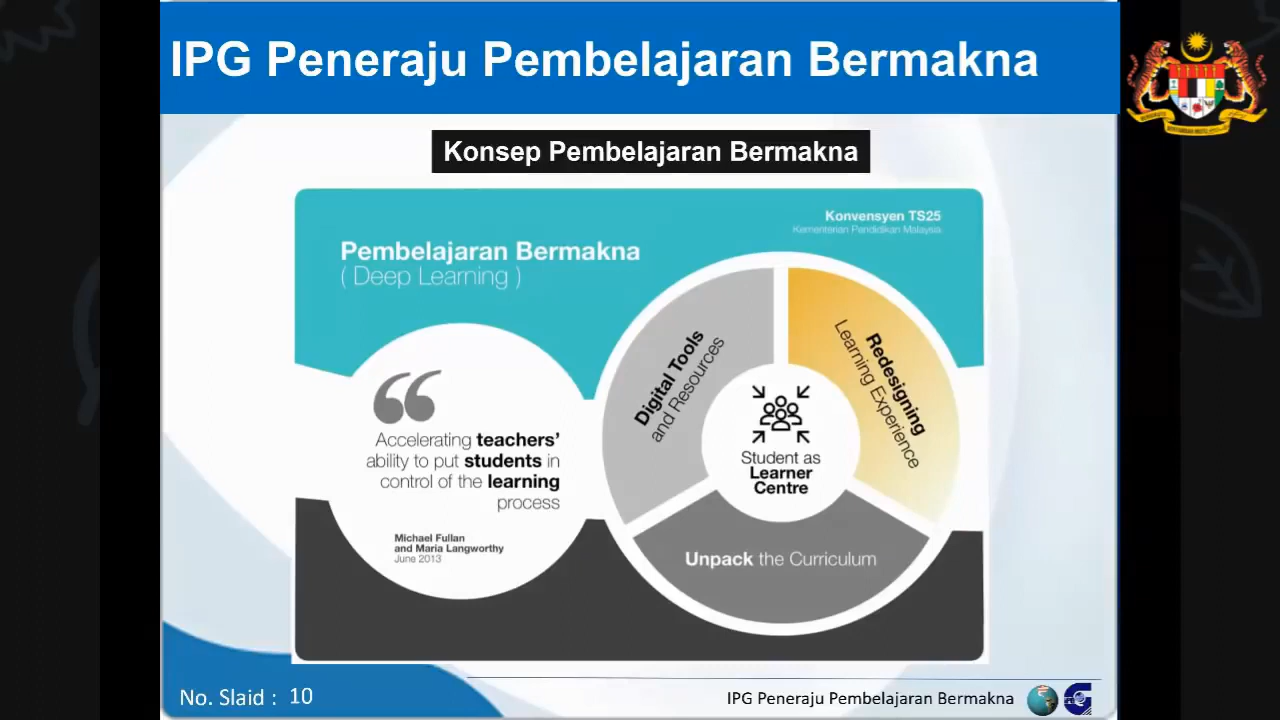 IPG Peneraju Pembelajaran Bermakna
Konsep Pembelajaran Bermakna
Konvensyen TS25
Kementerian Pendidikan Malaysia
Pembelajaran Bermakna
( Deep Learning )
“
Accelerating teachers’
ability to put students in
control of the learning
process
Michael Fullan
and Maria Langworthy
June 2013
Digital Tools
and Resources
Redesigning
Learning Experience
Student as
Learner
Centre
Unpack the Curriculum
No. Slaid : 10
IPG Peneraju Pembelajaran Bermakna